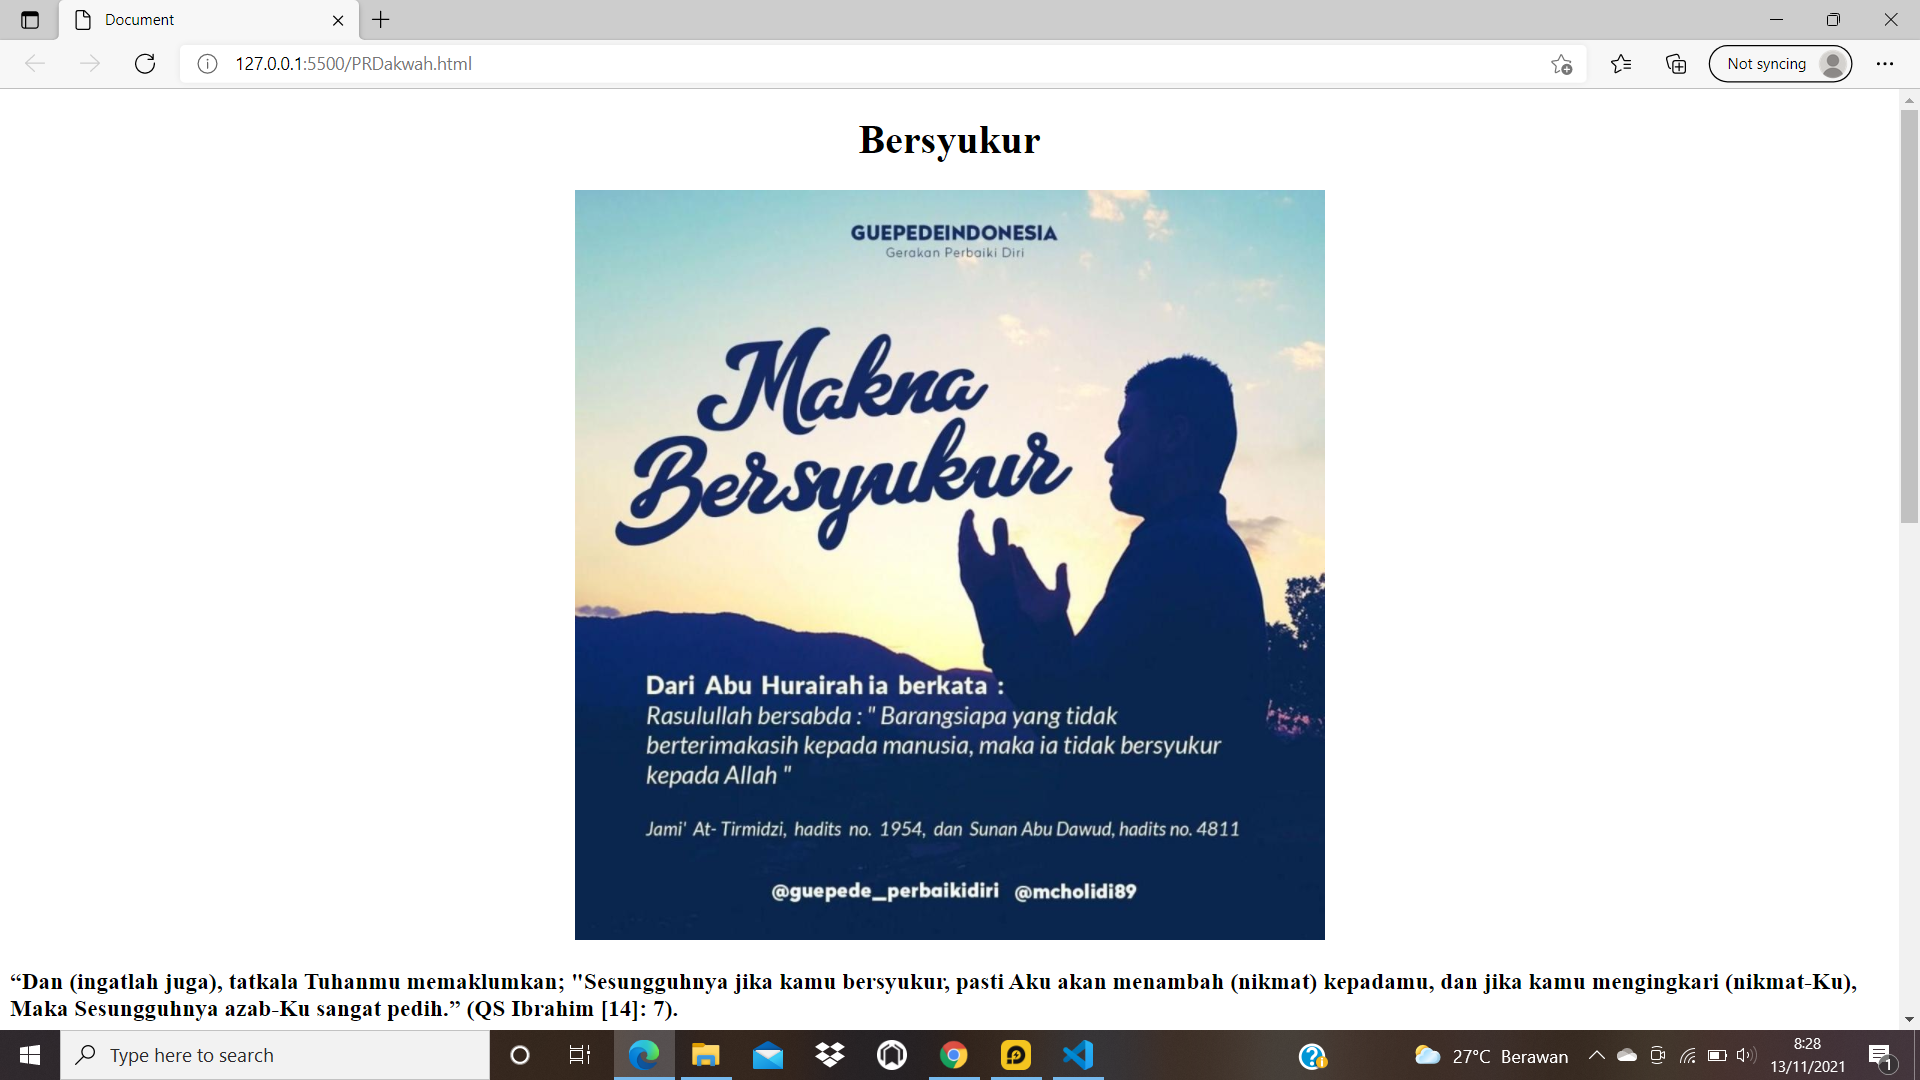 Document
127.0.0.1:5500/PRDakwah.html
Not syncing
Bersyukur
GUEPEDEINDONESIA
Gerakan Perbaiki Diri
Makna
Bersyukur
Dari Abu Hurairah ia berkata :
Rasulullah bersabda : " Barangsiapa yang tidak
berterimakasih kepada manusia, maka ia tidak bersyukur
kepada Allah "
Jami' At- Tirmidzi, hadits no. 1954, dan Sunan Abu Dawud, hadits no. 4811
@guepede_perbaikidiri @mcholidi89
“Dan (ingatlah juga), tatkala Tuhanmu memaklumkan; "Sesungguhnya jika kamu bersyukur, pasti Aku akan menambah (nikmat) kepadamu, dan jika kamu mengingkari (nikmat-Ku),
Maka Sesungguhnya azab-Ku sangat pedih.” (QS Ibrahim [14]: 7).
Type here to search
27°C Berawan
8:28
13/11/2021
1